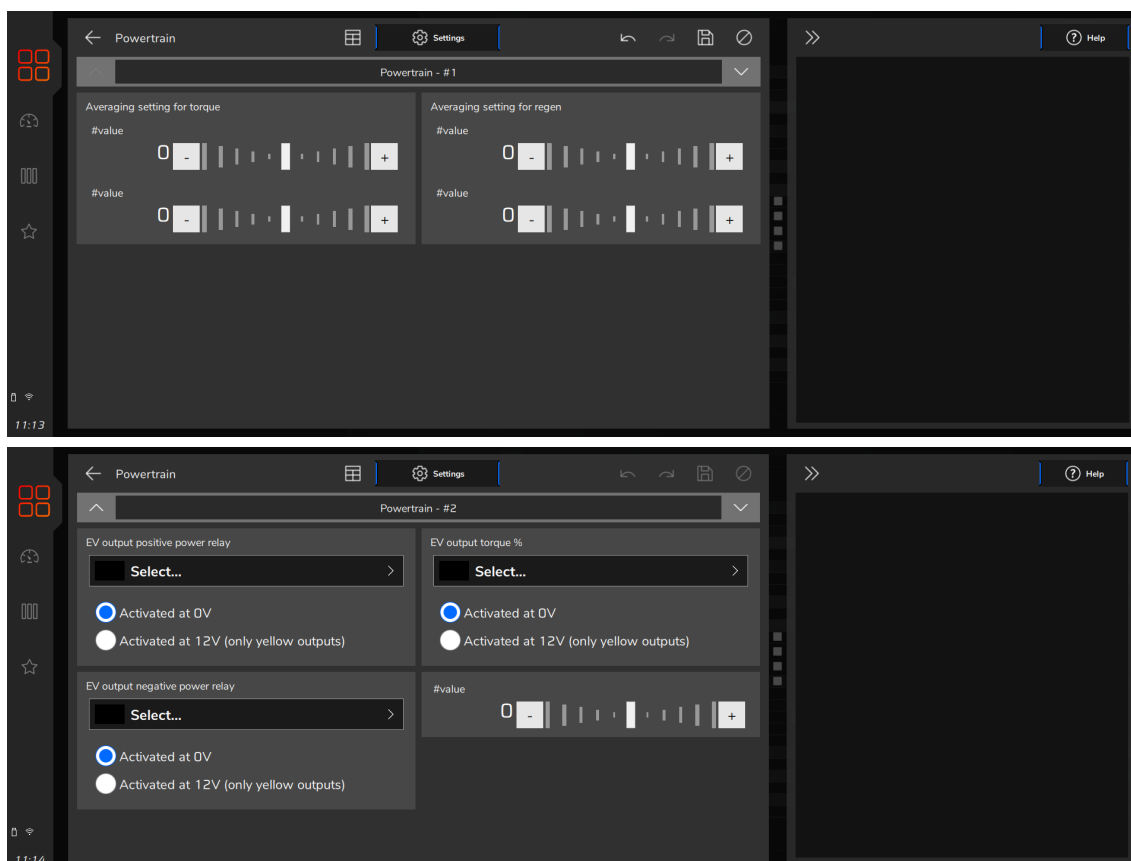 Powertrain
Settings
Help
Powertrain - #1
Averaging setting for torque
Averaging setting for regen
#value
#value
0 - +
0 - +
#value
#value
0 - +
0 - +
11:13
Powertrain
Settings
Help
Powertrain - #2
EV output positive power relay
EV output torque %
Select...
Select...
Activated at 0V
Activated at 0V
Activated at 12V (only yellow outputs)
Activated at 12V (only yellow outputs)
EV output negative power relay
#value
Select...
0 - +
Activated at 0V
Activated at 12V (only yellow outputs)
11:14